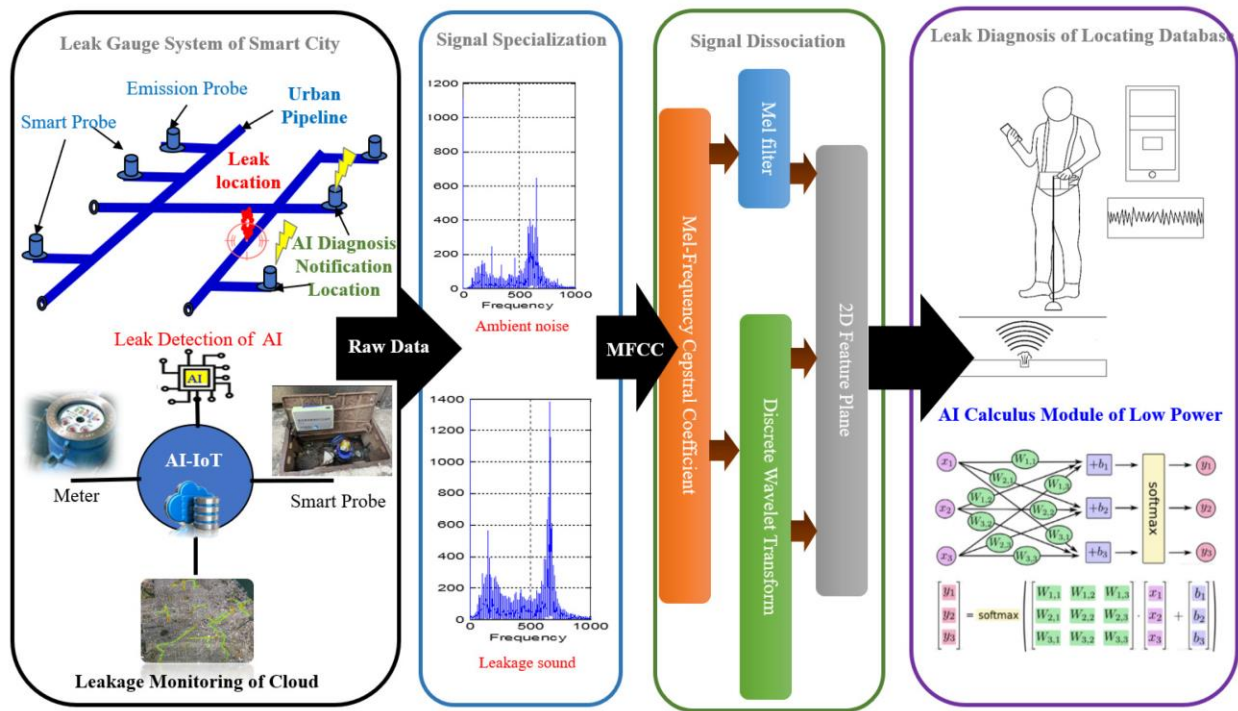 Leak Gauge System of Smart City
Emission Probe
Smart Probe
Urban
Pipeline
Leak
location
AI Diagnosis
Notification
Location
Leak Detection of AI
AI
AI-IoT
Meter
Smart Probe
Leakage Monitoring of Cloud
Raw Data
Signal Specialization
1200
1000
800
600
400
200
0
0
500
1000
Frequency
Ambient noise
1400
1200
1000
800
600
400
200
0
0
500
1000
Frequency
Leakage sound
MFCC
Signal Dissociation
Mel-Frequency Cepstral Coefficient
Mel filter
Discrete Wavelet Transform
2D Feature Plane
Leak Diagnosis of Locating Database
AI Calculus Module of Low Power
x1 W1,1 +b1 y1
W2,1 W1,3
W1,2
x2 W2,2 +b2 softmax y2
W3,2
W2,3 W3,1
x3 W3,3 +b3 y3
y1 W1,1 W1,2 W1,3 x1 b1
y2 = softmax W2,1 W2,2 W2,3 · x2 + b2
y3 W3,1 W3,2 W3,3 x3 b3